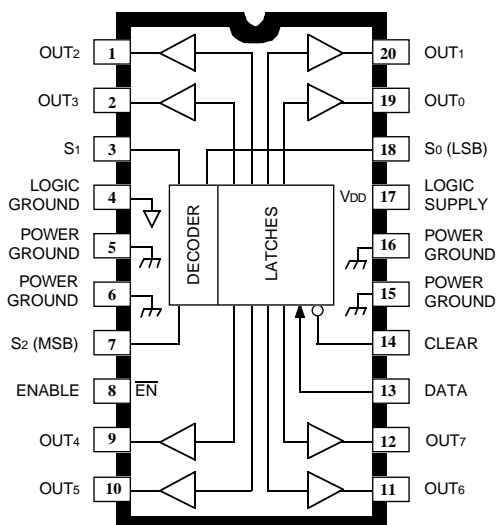 OUT2 1 20 OUT1
OUT3 2 19 OUT0
S1 3 18 S0 (LSB)
LOGIC GROUND 4 VDD 17 LOGIC SUPPLY
POWER GROUND 5 16 POWER GROUND
POWER GROUND 6 15 POWER GROUND
DECODER
LATCHES
S2 (MSB) 7 14 CLEAR
ENABLE 8 EN 13 DATA
OUT4 9 12 OUT7
OUT5 10 11 OUT6